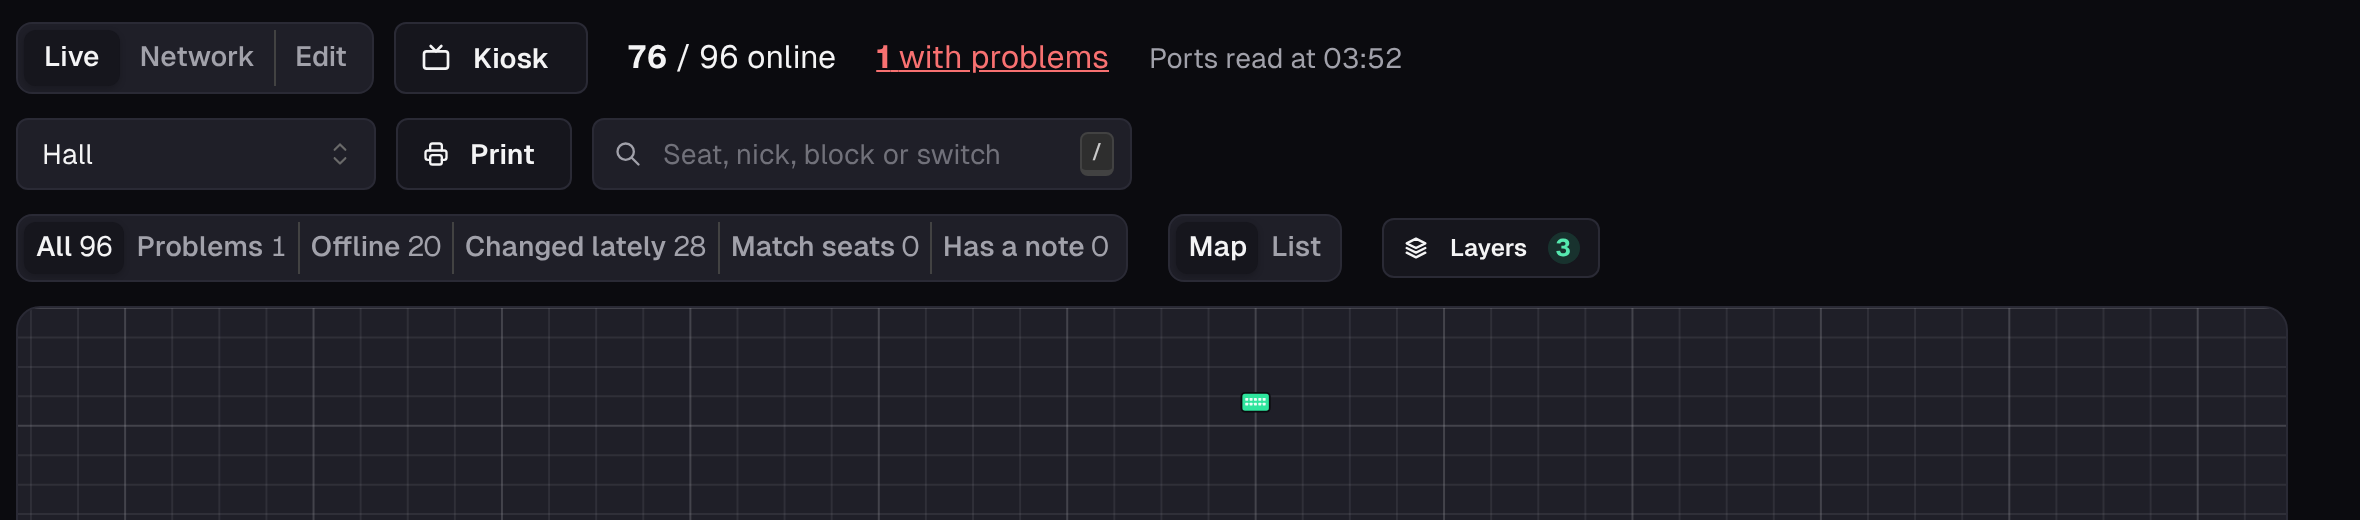 Live Network Edit Kiosk 76 / 96 online 1 with problems Ports read at 03:52
Hall Print Seat, nick, block or switch /
All 96 Problems 1 Offline 20 Changed lately 28 Match seats 0 Has a note 0 Map List Layers 3